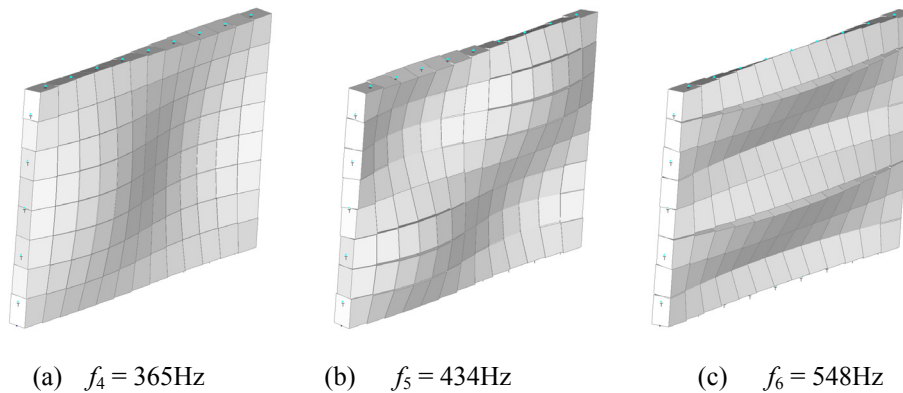 (a) f₄ = 365Hz (b) f₅ = 434Hz (c) f₆ = 548Hz